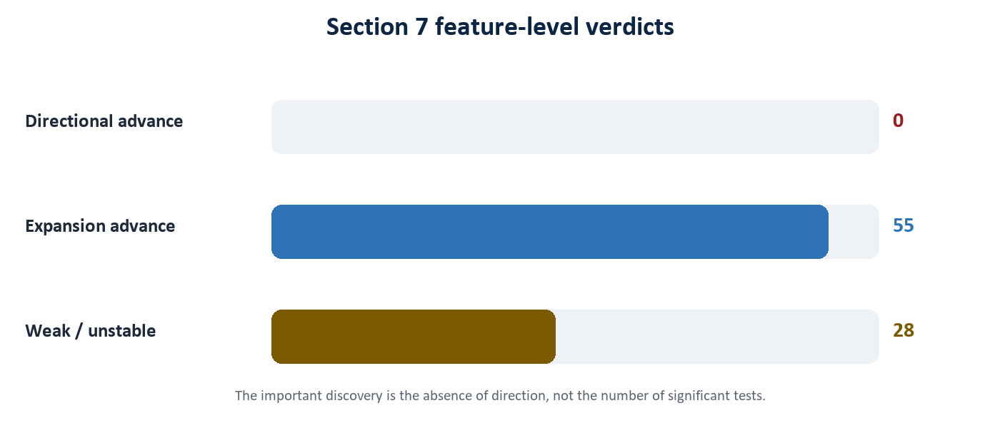 Section 7 feature-level verdicts
Directional advance
0
Expansion advance
55
Weak / unstable
28
The important discovery is the absence of direction, not the number of significant tests.